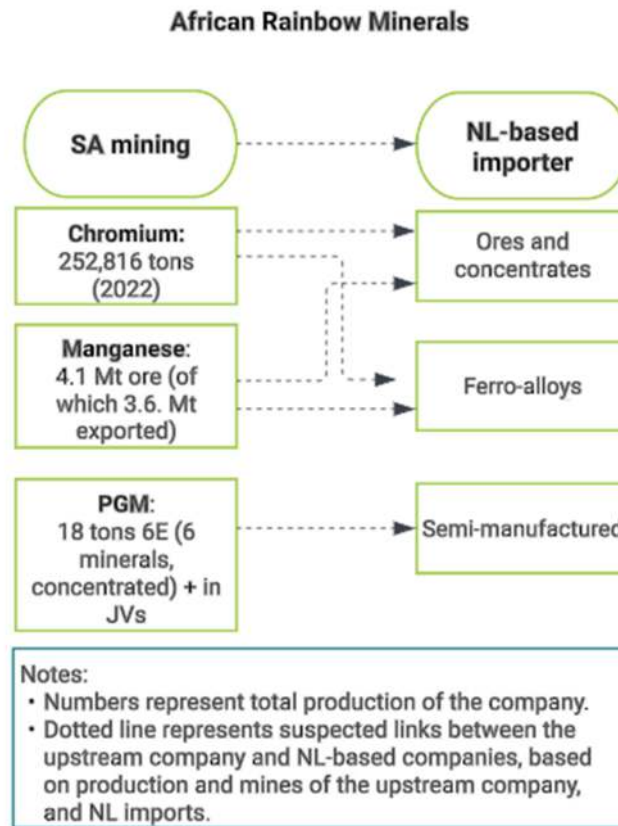 African Rainbow Minerals
SA mining
NL-based
importer
Chromium:
252,816 tons
(2022)
Ores and
concentrates
Manganese:
4.1 Mt ore (of
which 3.6. Mt
exported)
Ferro-alloys
PGM:
18 tons 6E (6
minerals,
concentrated) + in
JVs
Semi-manufactured
Notes:
• Numbers represent total production of the company.
• Dotted line represents suspected links between the
upstream company and NL-based companies, based
on production and mines of the upstream company,
and NL imports.